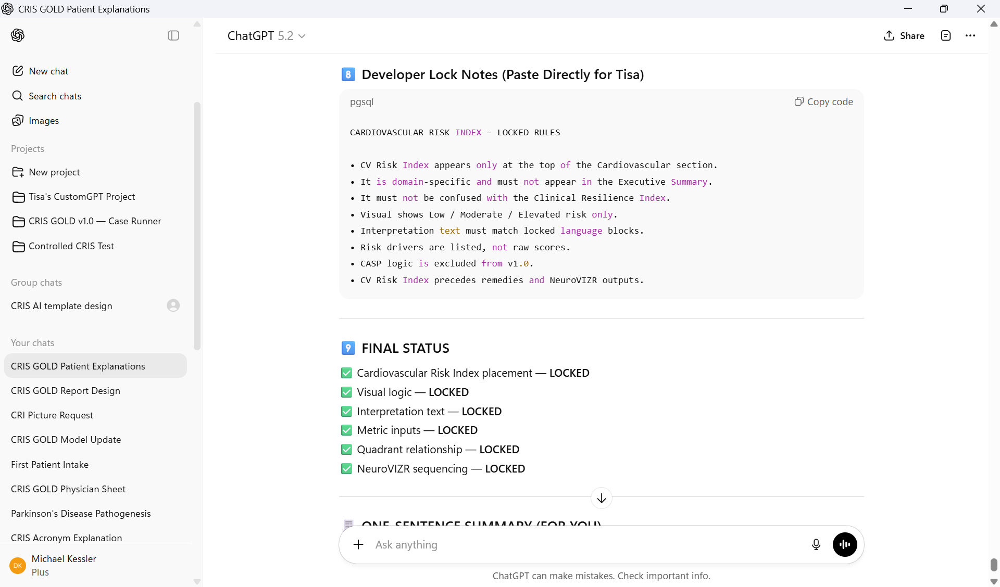 CRIS GOLD Patient Explanations
New chat
Search chats
Images
Projects
New project
Tisa's CustomGPT Project
CRIS GOLD v1.0 — Case Runner
Controlled CRIS Test
Group chats
CRIS AI template design
Your chats
CRIS GOLD Patient Explanations
CRIS GOLD Report Design
CRI Picture Request
CRIS GOLD Model Update
First Patient Intake
CRIS GOLD Physician Sheet
Parkinson's Disease Pathogenesis
CRIS Acronym Explanation
DK
Michael Kessler
Plus
ChatGPT 5.2
Share
8 Developer Lock Notes (Paste Directly for Tisa)
pgsql
Copy code
CARDIOVASCULAR RISK INDEX – LOCKED RULES
• CV Risk Index appears only at the top of the Cardiovascular section.
• It is domain-specific and must not appear in the Executive Summary.
• It must not be confused with the Clinical Resilience Index.
• Visual shows Low / Moderate / Elevated risk only.
• Interpretation text must match locked language blocks.
• Risk drivers are listed, not raw scores.
• CASP logic is excluded from v1.0.
• CV Risk Index precedes remedies and NeuroVIZR outputs.
9 FINAL STATUS
✅ Cardiovascular Risk Index placement — LOCKED
✅ Visual logic — LOCKED
✅ Interpretation text — LOCKED
✅ Metric inputs — LOCKED
✅ Quadrant relationship — LOCKED
✅ NeuroVIZR sequencing — LOCKED
ONE-SENTENCE SUMMARY (FOR YOU)
Ask anything
ChatGPT can make mistakes. Check important info.